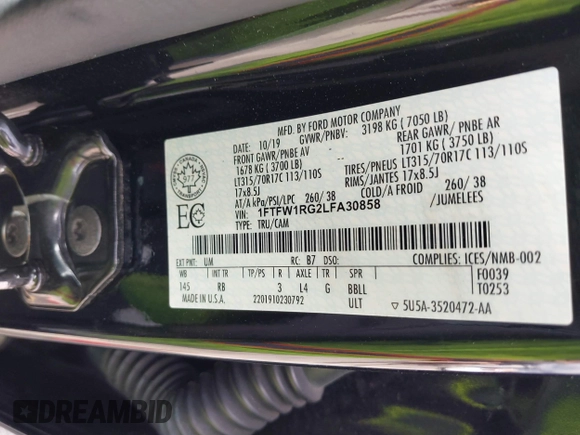 MFD. BY FORD MOTOR COMPANY
DATE: 10/19 GVWR/PNBV: 3198 KG ( 7050 LB)
FRONT GAWR/PNBE AV REAR GAWR/ PNBE AR
1678 KG ( 3700 LB) 1701 KG ( 3750 LB)
LT315/70R17C 113/110S TIRES/PNEUS LT315/70R17C 113/110S
17x8.5J RIMS/JANTES 17x8.5J
AT/A kPa/PSI/LPC 260/ 38 COLD/A FROID 260/ 38
VIN: 1FTFW1RG2LFA30858 /JUMELEES
TYPE: TRU/CAM
CANADA
977
EC
EXT PNT: UM RC: B7 DSO: COMPLIES: ICES/NMB-002
WB INT TR TP/PS R AXLE TR SPR F0039
145 RB 3 L4 G BBLL T0253
MADE IN U.S.A. 2201910230792 ULT ▽ 5U5A-3520472-AA
DREAMBID